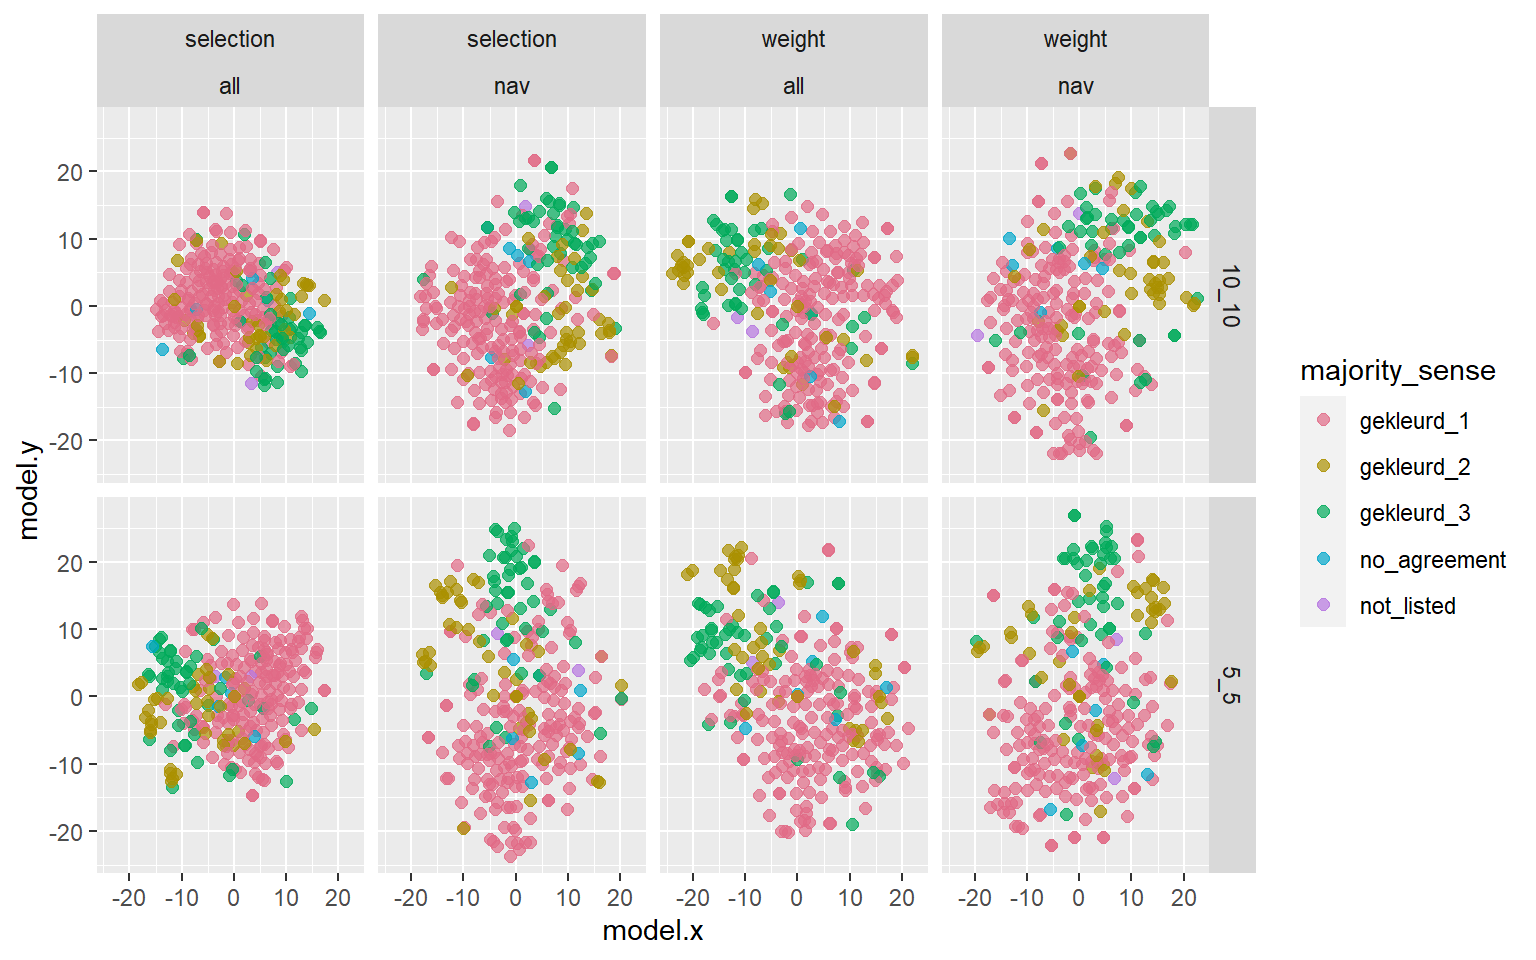 selection selection weight weight
all nav all nav
20
10
0
-10
-20
10_10
20
10
0
-10
-20
5_5
-20 -10 0 10 20 -20 -10 0 10 20 -20 -10 0 10 20 -20 -10 0 10 20
model.x
model.y
majority_sense
gekleurd_1
gekleurd_2
gekleurd_3
no_agreement
not_listed